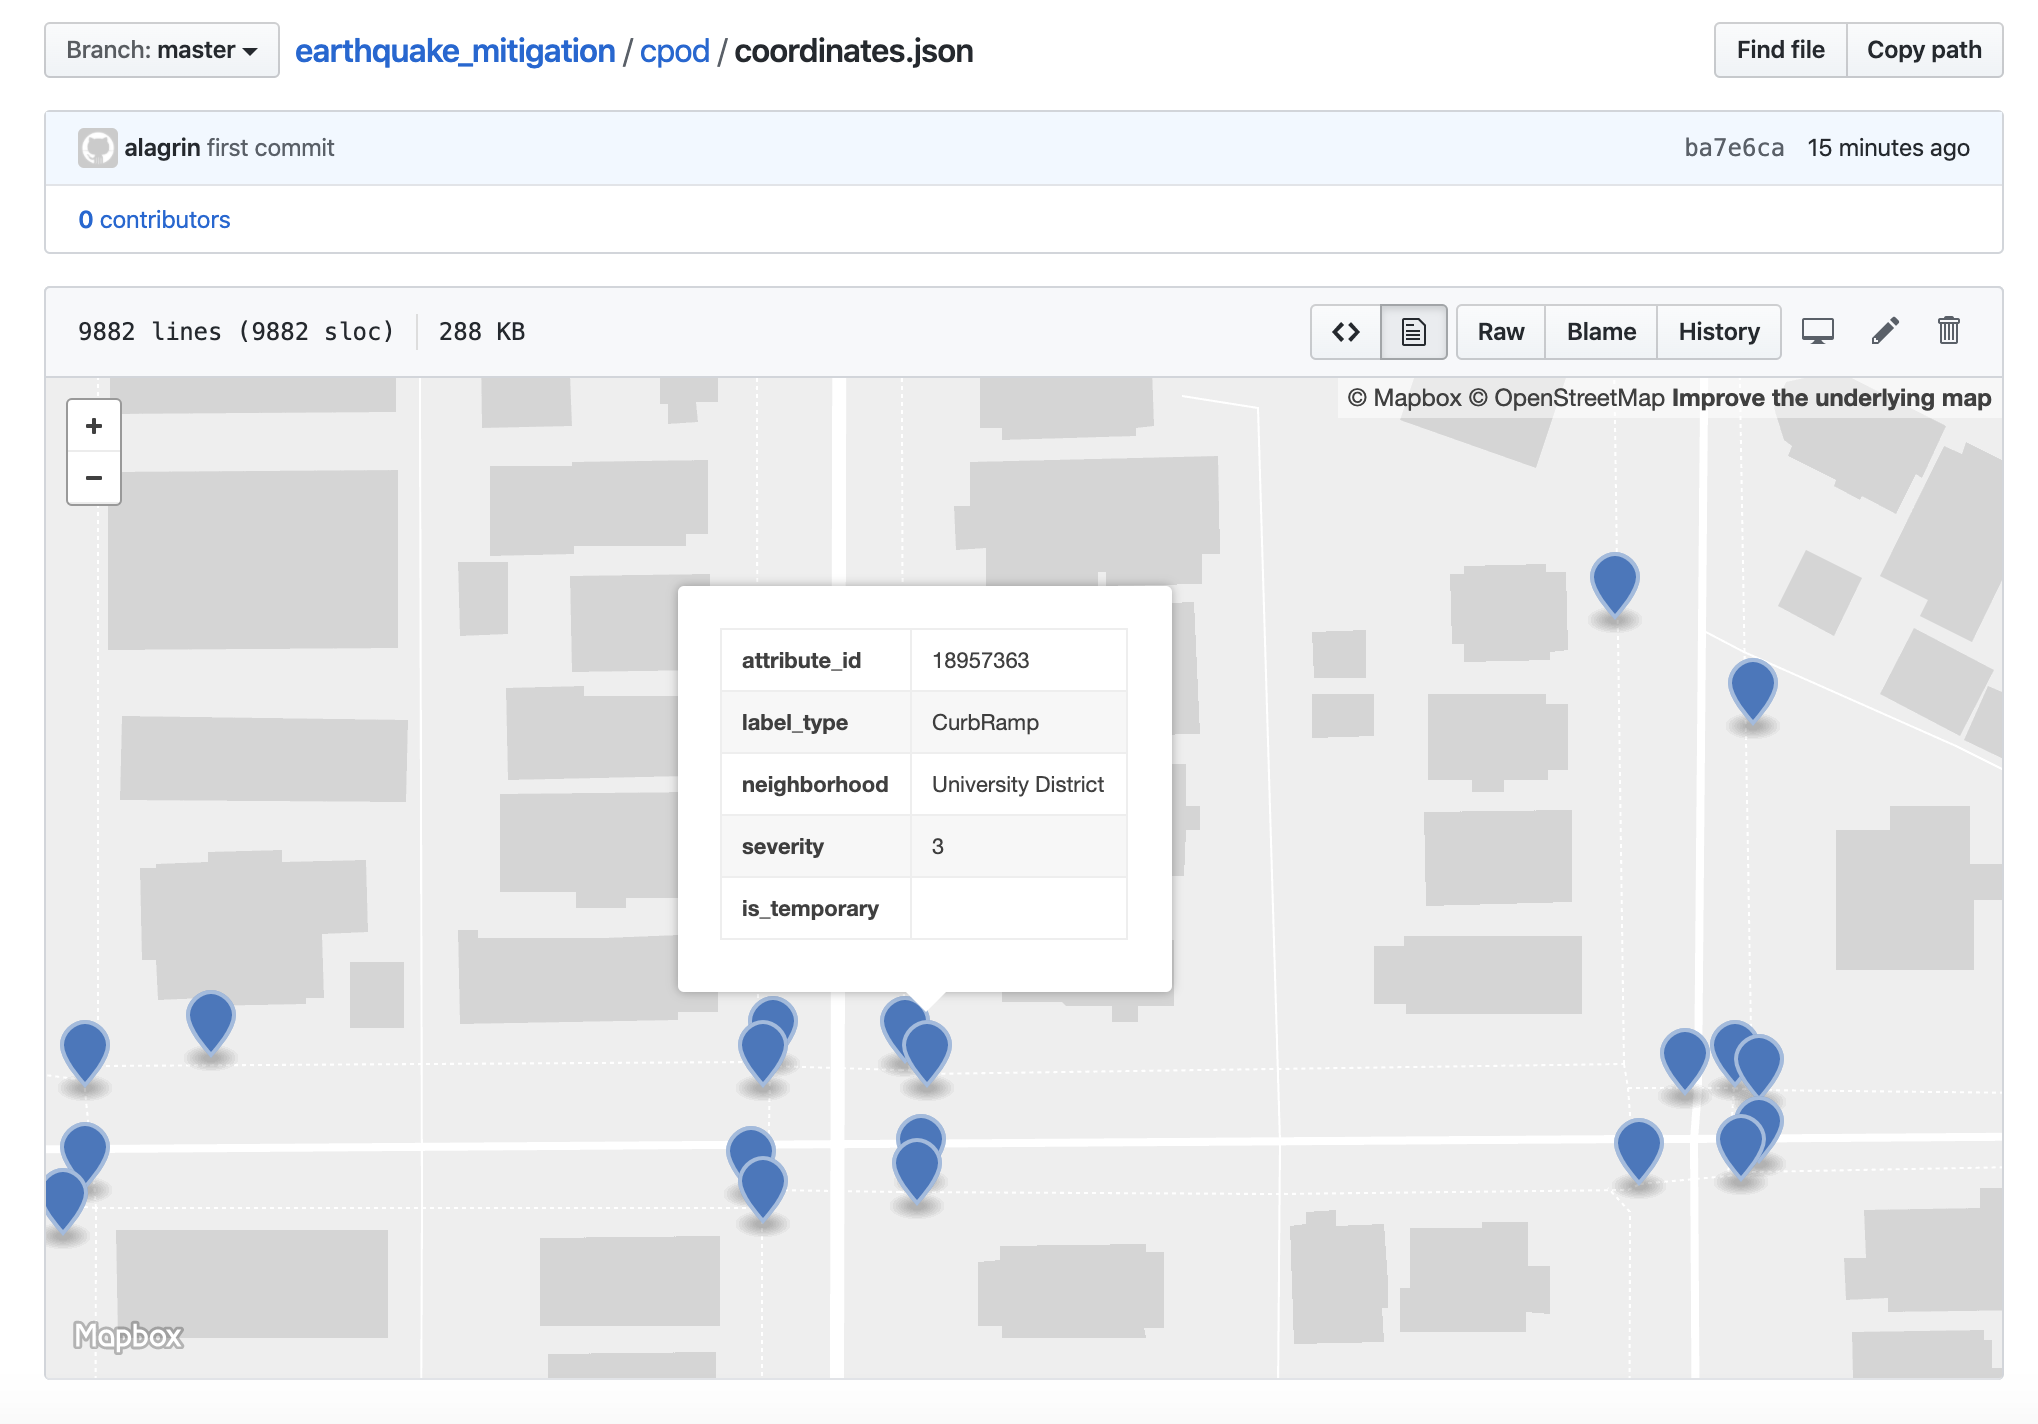 Branch: master earthquake_mitigation / cpod / coordinates.json Find file Copy path
alagrin first commit ba7e6ca 15 minutes ago
0 contributors
9882 lines (9882 sloc) 288 KB Raw Blame History
© Mapbox © OpenStreetMap Improve the underlying map
+
−
attribute_id 18957363
label_type CurbRamp
neighborhood University District
severity 3
is_temporary
Mapbox